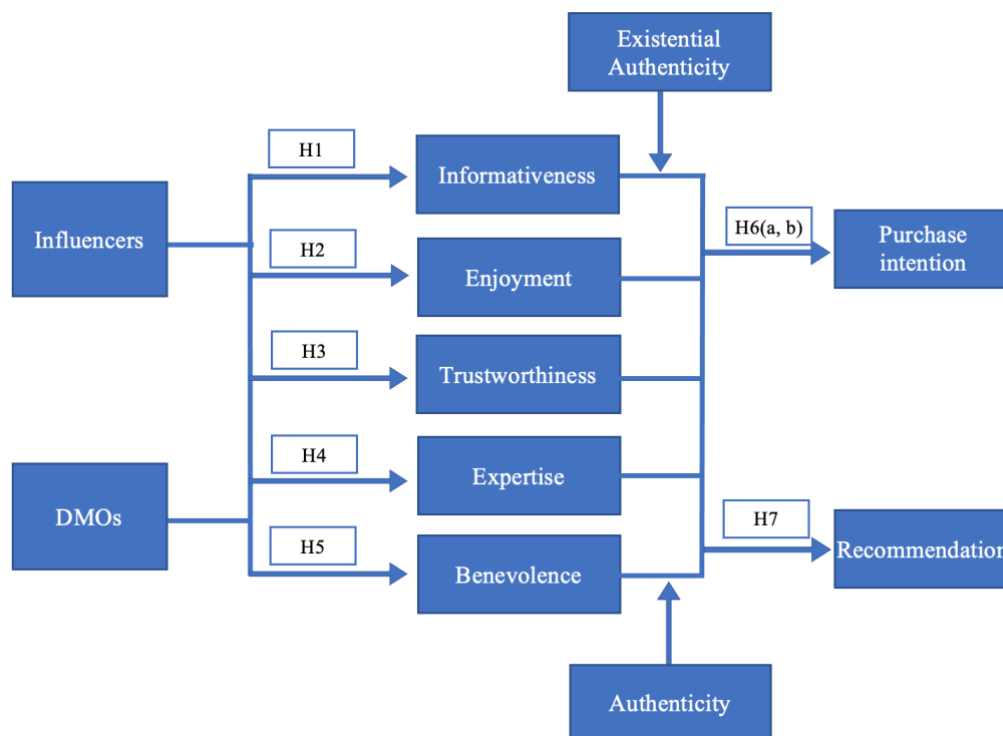 Existential
Authenticity
H1
Informativeness
Influencers
H2
Enjoyment
H6(a, b)
Purchase
intention
H3
Trustworthiness
H4
Expertise
DMOs
H5
Benevolence
H7
Recommendation
Authenticity